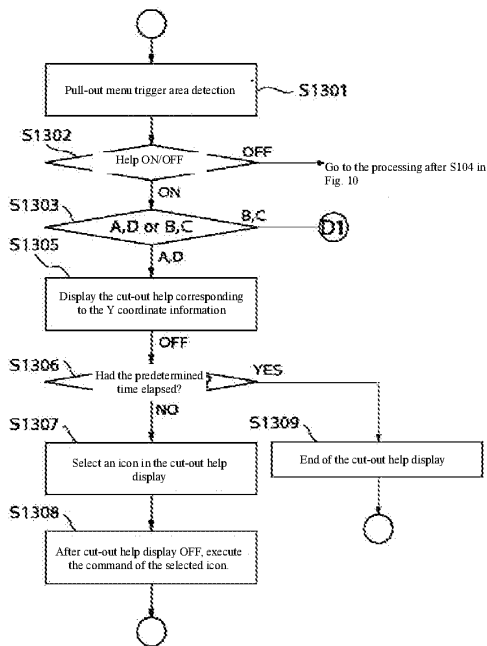 Pull-out menu trigger area detection
S1301
S1302
Help ON/OFF
OFF
Go to the processing after S104 in
Fig. 10
ON
S1303
A,D or B,C
B,C
D1
S1305
A,D
Display the cut-out help corresponding
to the Y coordinate information
OFF
S1306
Had the predetermined
time elapsed?
YES
NO
S1307
S1309
Select an icon in the cut-out help
display
End of the cut-out help display
S1308
After cut-out help display OFF, execute
the command of the selected icon.